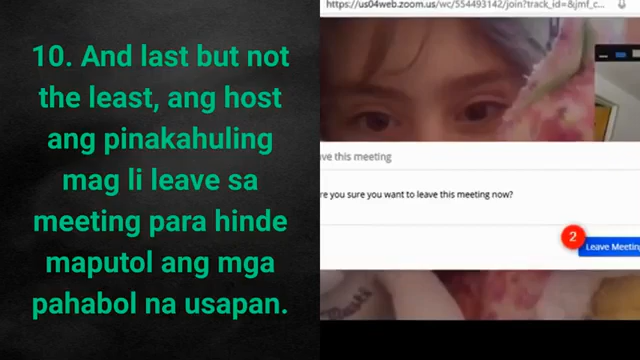 10. And last but not
the least, ang host
ang pinakahuling
mag li leave sa
meeting para hinde
maputol ang mga
pahabol na usapan.
https://us04web.zoom.us/wc/554493142/join?track_id=&jmf_c...
ve this meeting
re you sure you want to leave this meeting now?
2
Leave Meeting